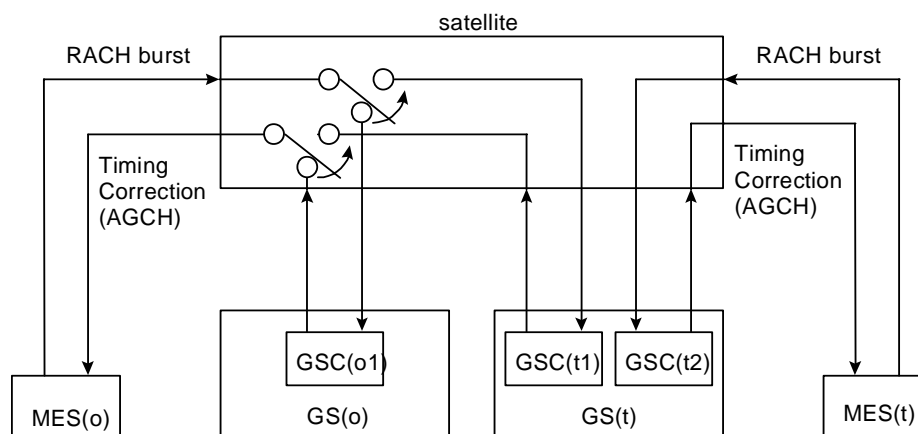 satellite
RACH burst
RACH burst
Timing
Correction
(AGCH)
Timing
Correction
(AGCH)
GSC(o1)
GSC(t1)
GSC(t2)
MES(o)
GS(o)
GS(t)
MES(t)